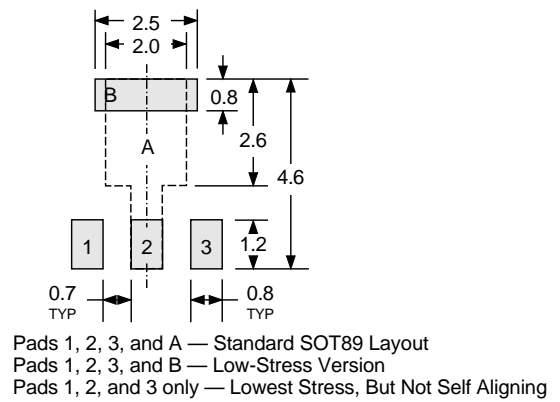 2.5
2.0
B
0.8
A
2.6
4.6
1 2 3 1.2
0.7 0.8
TYP TYP
Pads 1, 2, 3, and A — Standard SOT89 Layout
Pads 1, 2, 3, and B — Low-Stress Version
Pads 1, 2, and 3 only — Lowest Stress, But Not Self Aligning